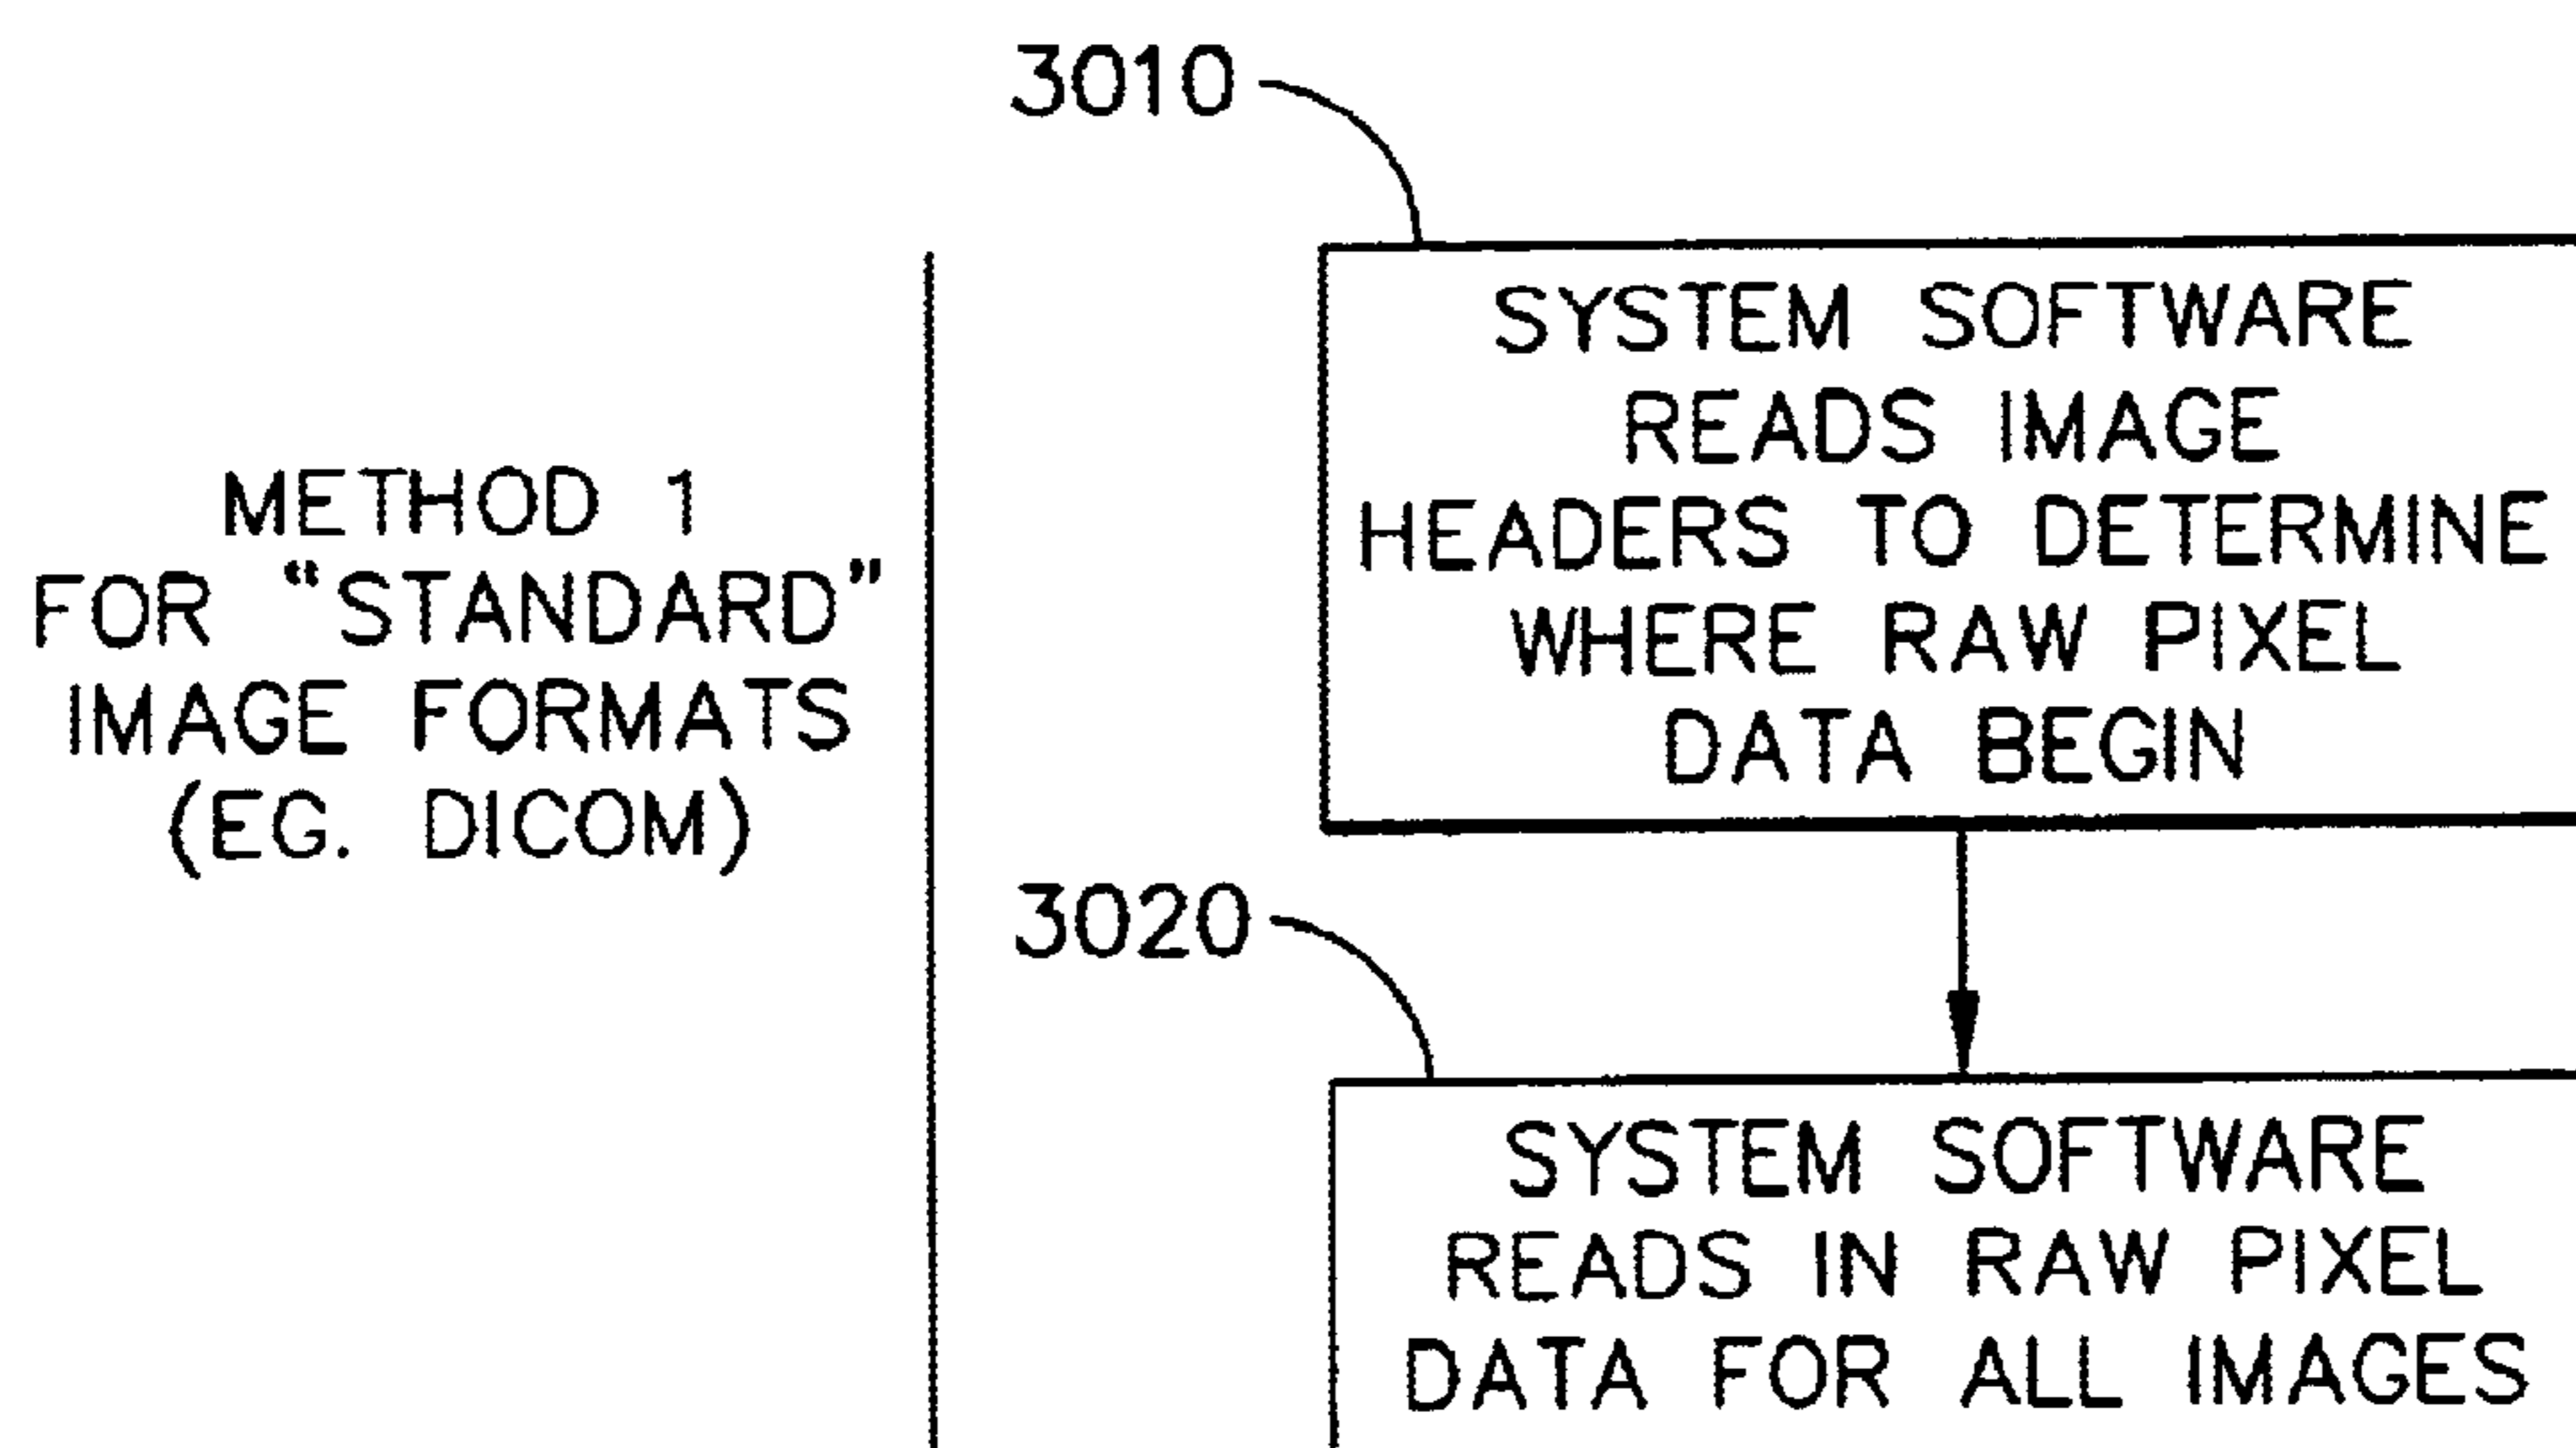 3010
SYSTEM SOFTWARE
READS IMAGE
HEADERS TO DETERMINE
WHERE RAW PIXEL
DATA BEGIN
METHOD 1
FOR “STANDARD”
IMAGE FORMATS
(EG. DICOM)
3020
SYSTEM SOFTWARE
READS IN RAW PIXEL
DATA FOR ALL IMAGES